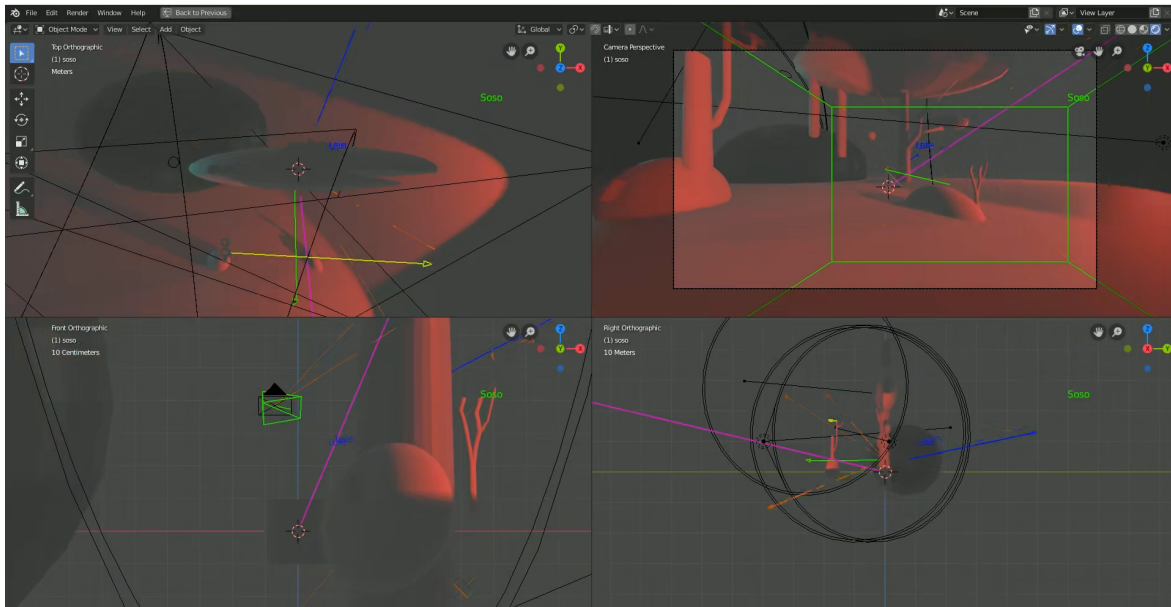 File Edit Render Window Help Back to Previous Scene View Layer
Object Mode View Select Add Object Global
Top Orthographic
(1) soso
Meters
Soso
Camera Perspective
(1) soso
Soso
Front Orthographic
(1) soso
10 Centimeters
Soso
Right Orthographic
(1) soso
10 Meters
Soso